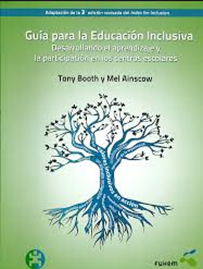 Adaptación de la 3ª edición revisada del Index for Inclusion
Guía para la Educación Inclusiva
Desarrollando el aprendizaje y
la participación en los centros escolares
Tony Booth y Mel Ainscow
FUHEM